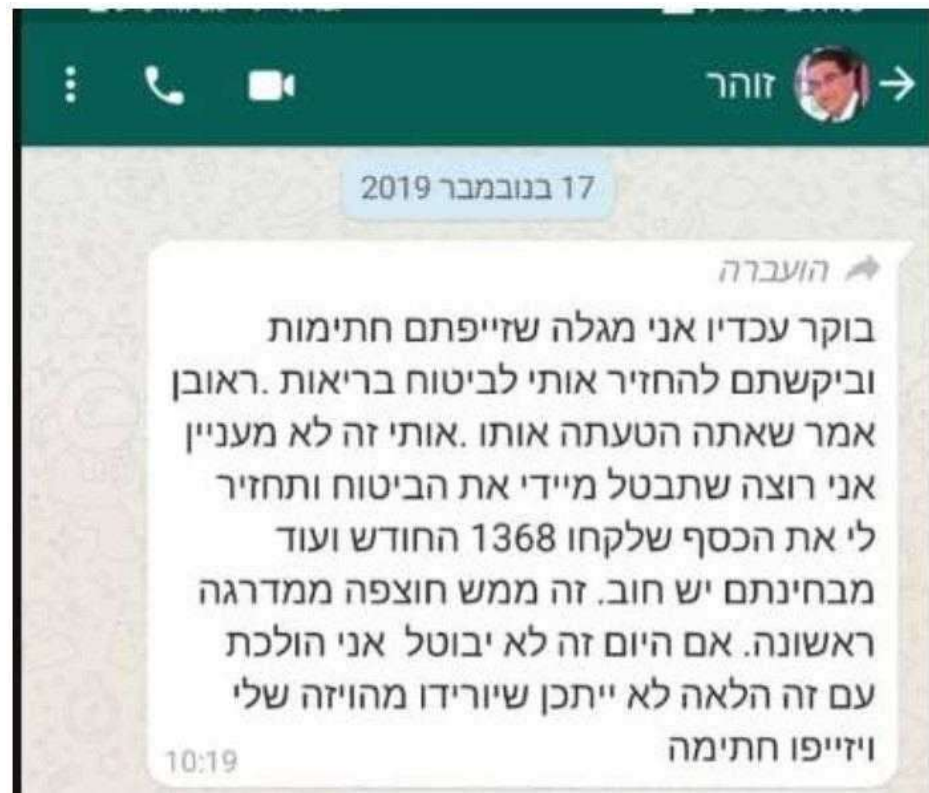 זוהר
17 בנובמבר 2019
הועברה
בוקר עכדיו אני מגלה שזייפתם חתימות
וביקשתם להחזיר אותי לביטוח בריאות .ראובן
אמר שאתה הטעתה אותו .אותי זה לא מעניין
אני רוצה שתבטל מיידי את הביטוח ותחזיר
לי את הכסף שלקחו 1368 החודש ועוד
מבחינתם יש חוב. זה ממש חוצפה ממדרגה
ראשונה. אם היום זה לא יבוטל אני הולכת
עם זה הלאה לא ייתכן שיורידו מהויזה שלי
ויזייפו חתימה
10:19